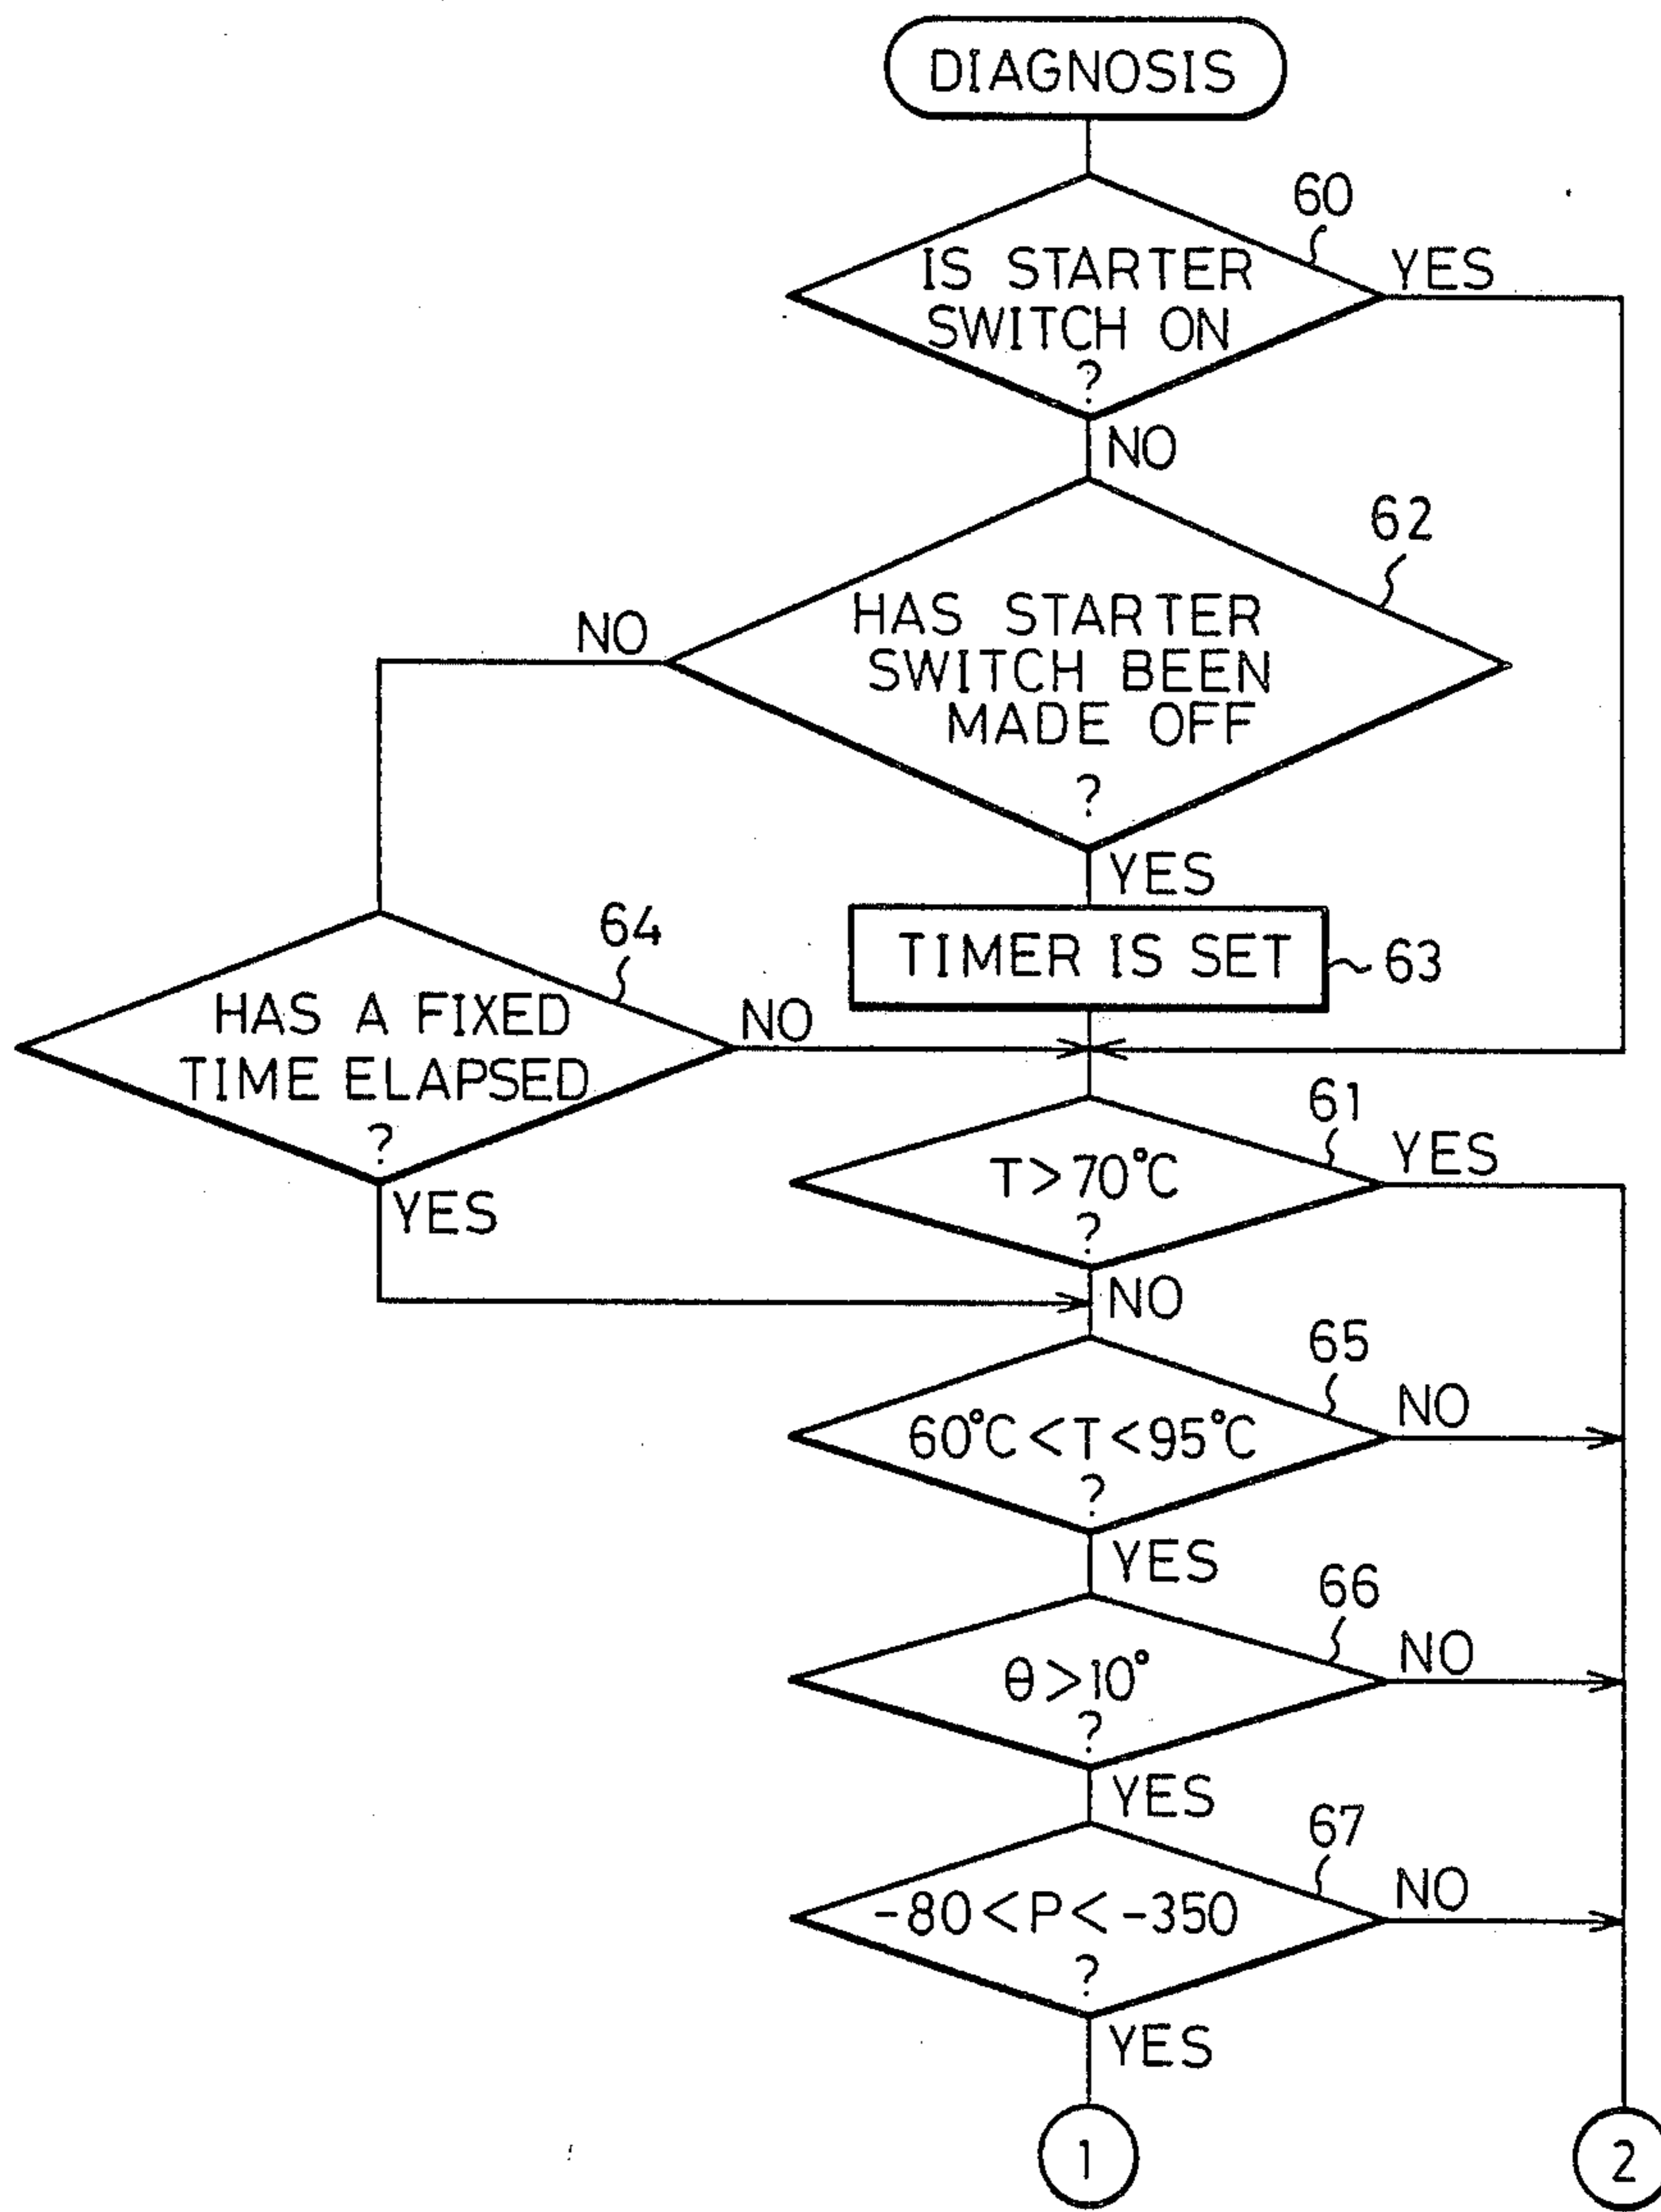 DIAGNOSIS
60
IS STARTER
SWITCH ON
?
YES
NO
62
HAS STARTER
SWITCH BEEN
MADE OFF
?
NO
YES
TIMER IS SET
63
64
HAS A FIXED
TIME ELAPSED
?
NO
YES
61
T>70°C
?
YES
NO
65
60°C<T<95°C
?
NO
YES
66
θ>10°
?
NO
YES
67
-80<P<-350
?
NO
YES
1
2